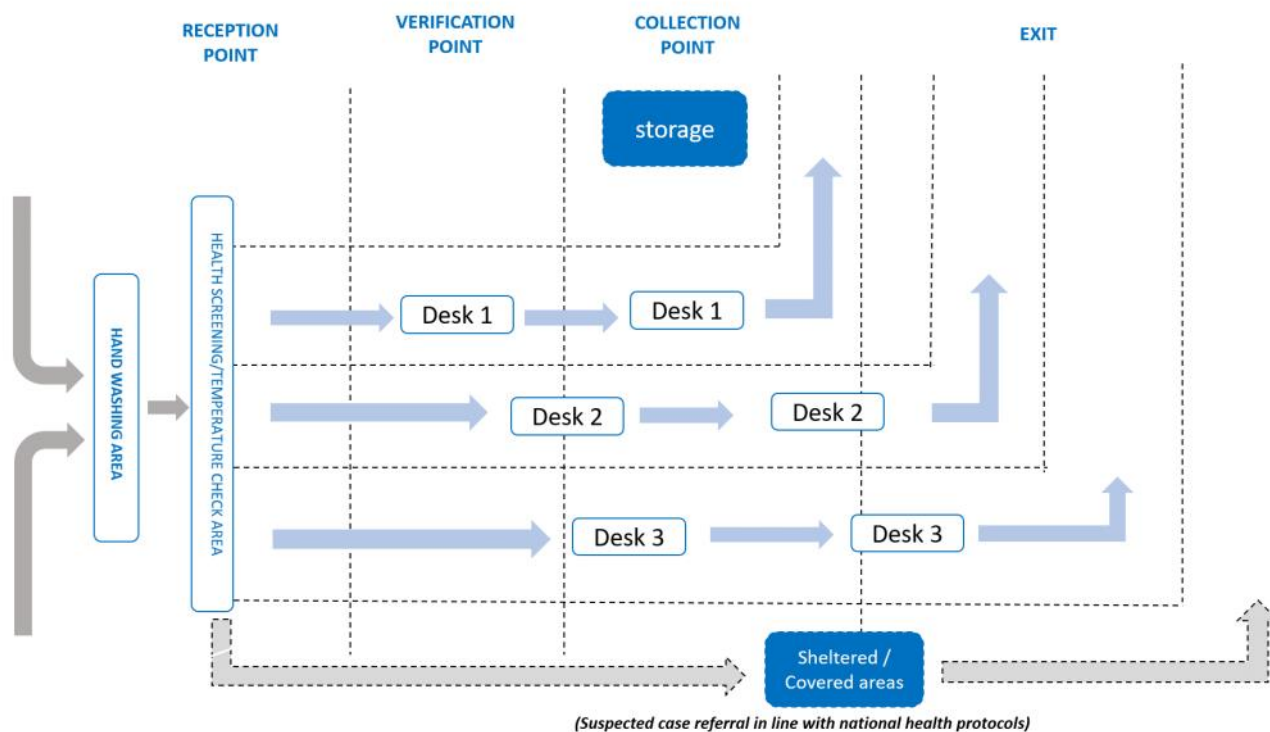 RECEPTION
POINT
VERIFICATION
POINT
COLLECTION
POINT
EXIT
storage
HAND WASHING AREA
HEALTH SCREENING/TEMPERATURE CHECK AREA
Desk 1
Desk 1
Desk 2
Desk 2
Desk 3
Desk 3
Sheltered /
Covered areas
(Suspected case referral in line with national health protocols)